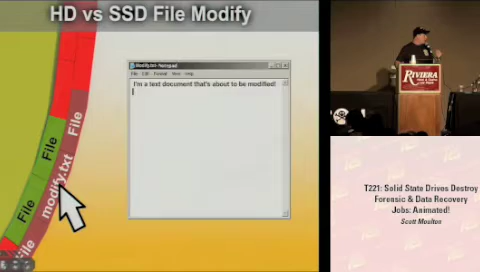 HD vs SSD File Modify
Modify.txt - Notepad
File Edit Format View Help
I'm a text document that's about to be modified!
File
File
modify.txt
File
File
RIVIERA
T221: Solid State Drives Destroy
Forensic & Data Recovery
Jobs: Animated!
Scott Moulton